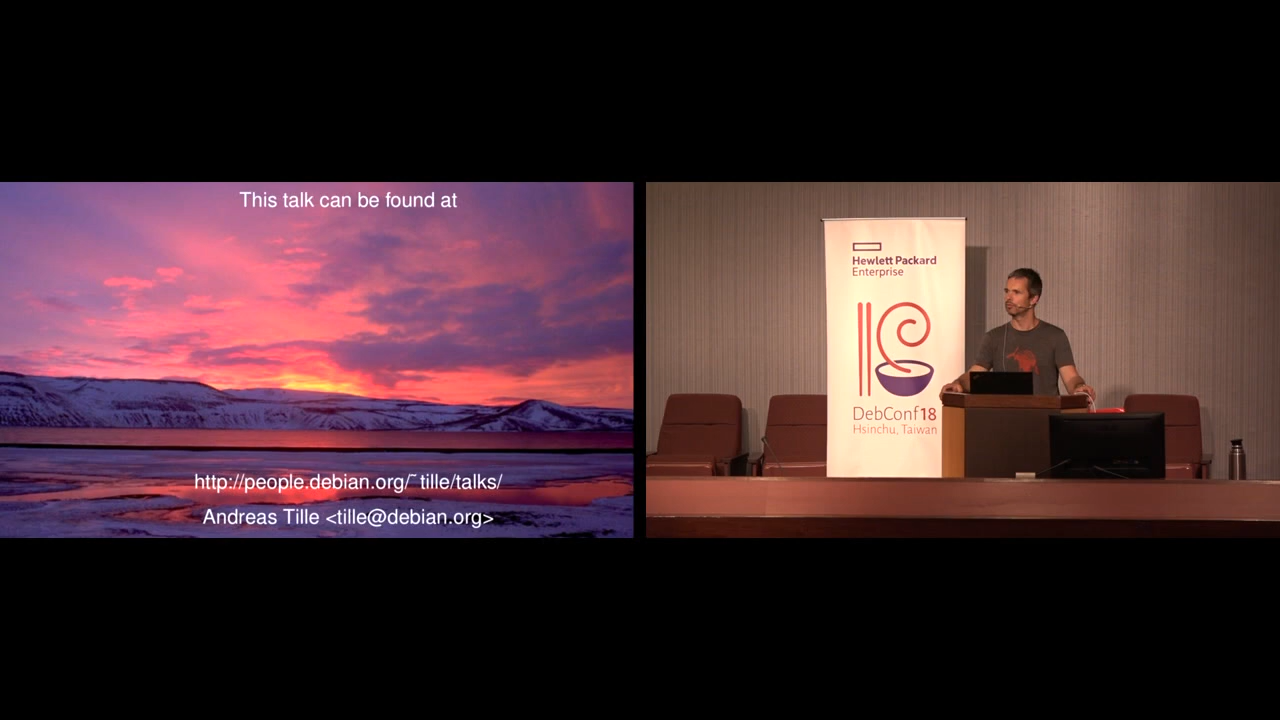 This talk can be found at
http://people.debian.org/~tille/talks/
Andreas Tille <tille@debian.org>
Hewlett Packard
Enterprise
DebConf18
Hsinchu, Taiwan